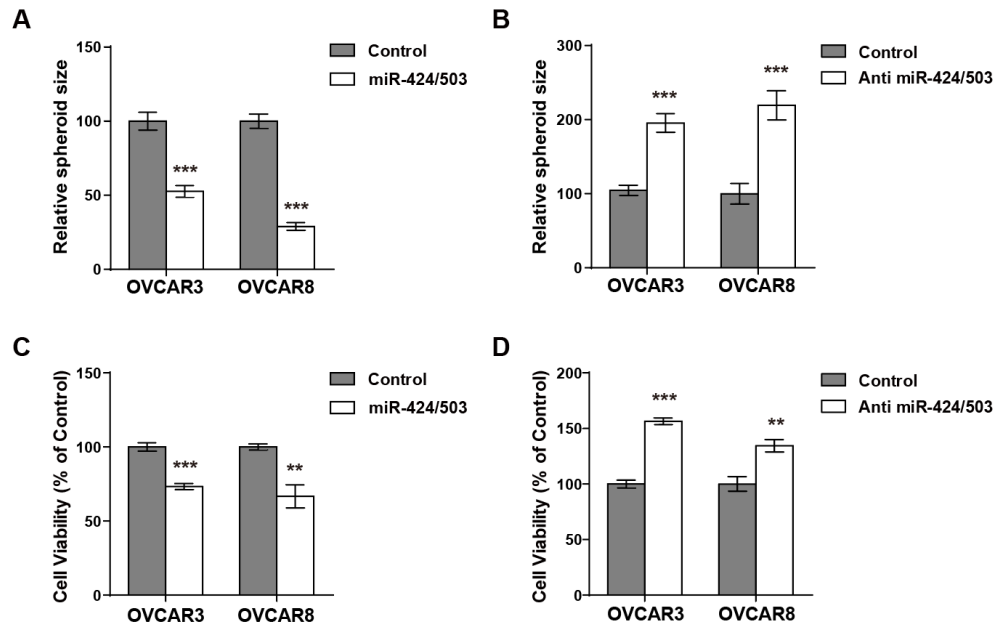 A
Relative spheroid size
150
100
50
0
Control
miR-424/503
***
***
OVCAR3 OVCAR8
B
Relative spheroid size
300
200
100
0
Control
Anti miR-424/503
***
***
OVCAR3 OVCAR8
C
Cell Viability (% of Control)
150
100
50
0
Control
miR-424/503
***
**
OVCAR3 OVCAR8
D
Cell Viability (% of Control)
200
150
100
50
0
Control
Anti miR-424/503
***
**
OVCAR3 OVCAR8